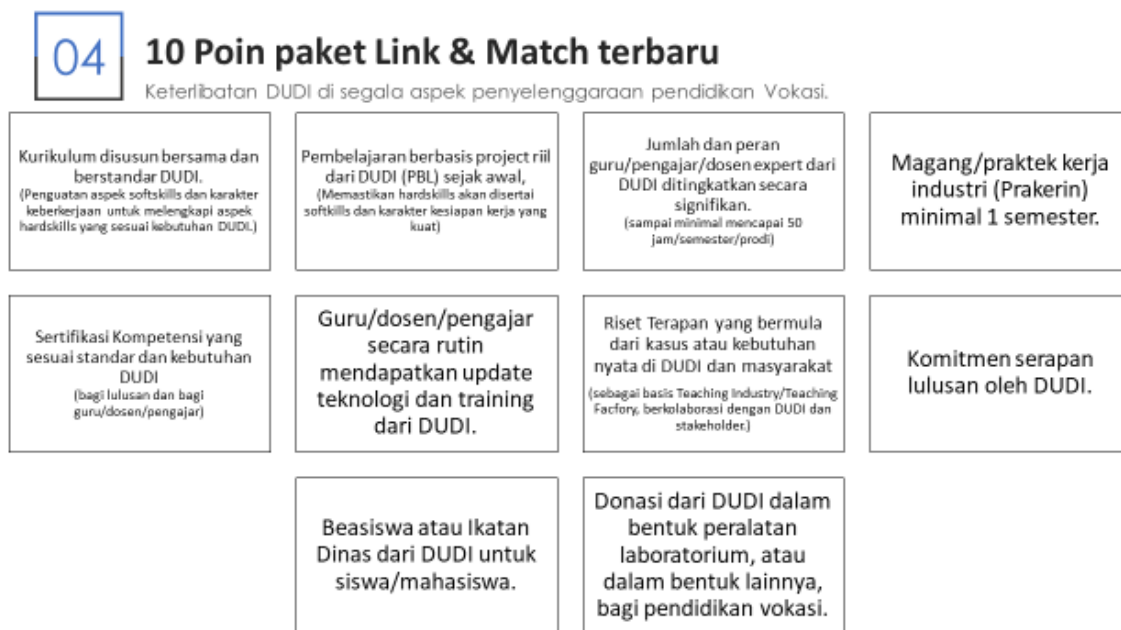 04
10 Poin paket Link & Match terbaru
Keterlibatan DUDI di segala aspek penyelenggaraan pendidikan Vokasi.
Kurikulum disusun bersama dan
berstandar DUDI.
(Penguatan aspek softskills dan karakter
keberkerjaan untuk melengkapi aspek
hardskills yang sesuai kebutuhan DUDI.)
Pembelajaran berbasis project riil
dari DUDI (PBL) sejak awal,
(Memastikan hardskills akan disertai
softkills dan karakter kesiapan kerja yang
kuat)
Jumlah dan peran
guru/pengajar/dosen expert dari
DUDI ditingkatkan secara
signifikan.
(sampai minimal mencapai 50
jam/semester/prodi)
Magang/praktek kerja
industri (Prakerin)
minimal 1 semester.
Sertifikasi Kompetensi yang
sesuai standar dan kebutuhan
DUDI
(bagi lulusan dan bagi
guru/dosen/pengajar)
Guru/dosen/pengajar
secara rutin
mendapatkan update
teknologi dan training
dari DUDI.
Riset Terapan yang bermula
dari kasus atau kebutuhan
nyata di DUDI dan masyarakat
(sebagai basis Teaching Industry/Teaching
Factory, berkolaborasi dengan DUDI dan
stakeholder.)
Komitmen serapan
lulusan oleh DUDI.
Beasiswa atau Ikatan
Dinas dari DUDI untuk
siswa/mahasiswa.
Donasi dari DUDI dalam
bentuk peralatan
laboratorium, atau
dalam bentuk lainnya,
bagi pendidikan vokasi.